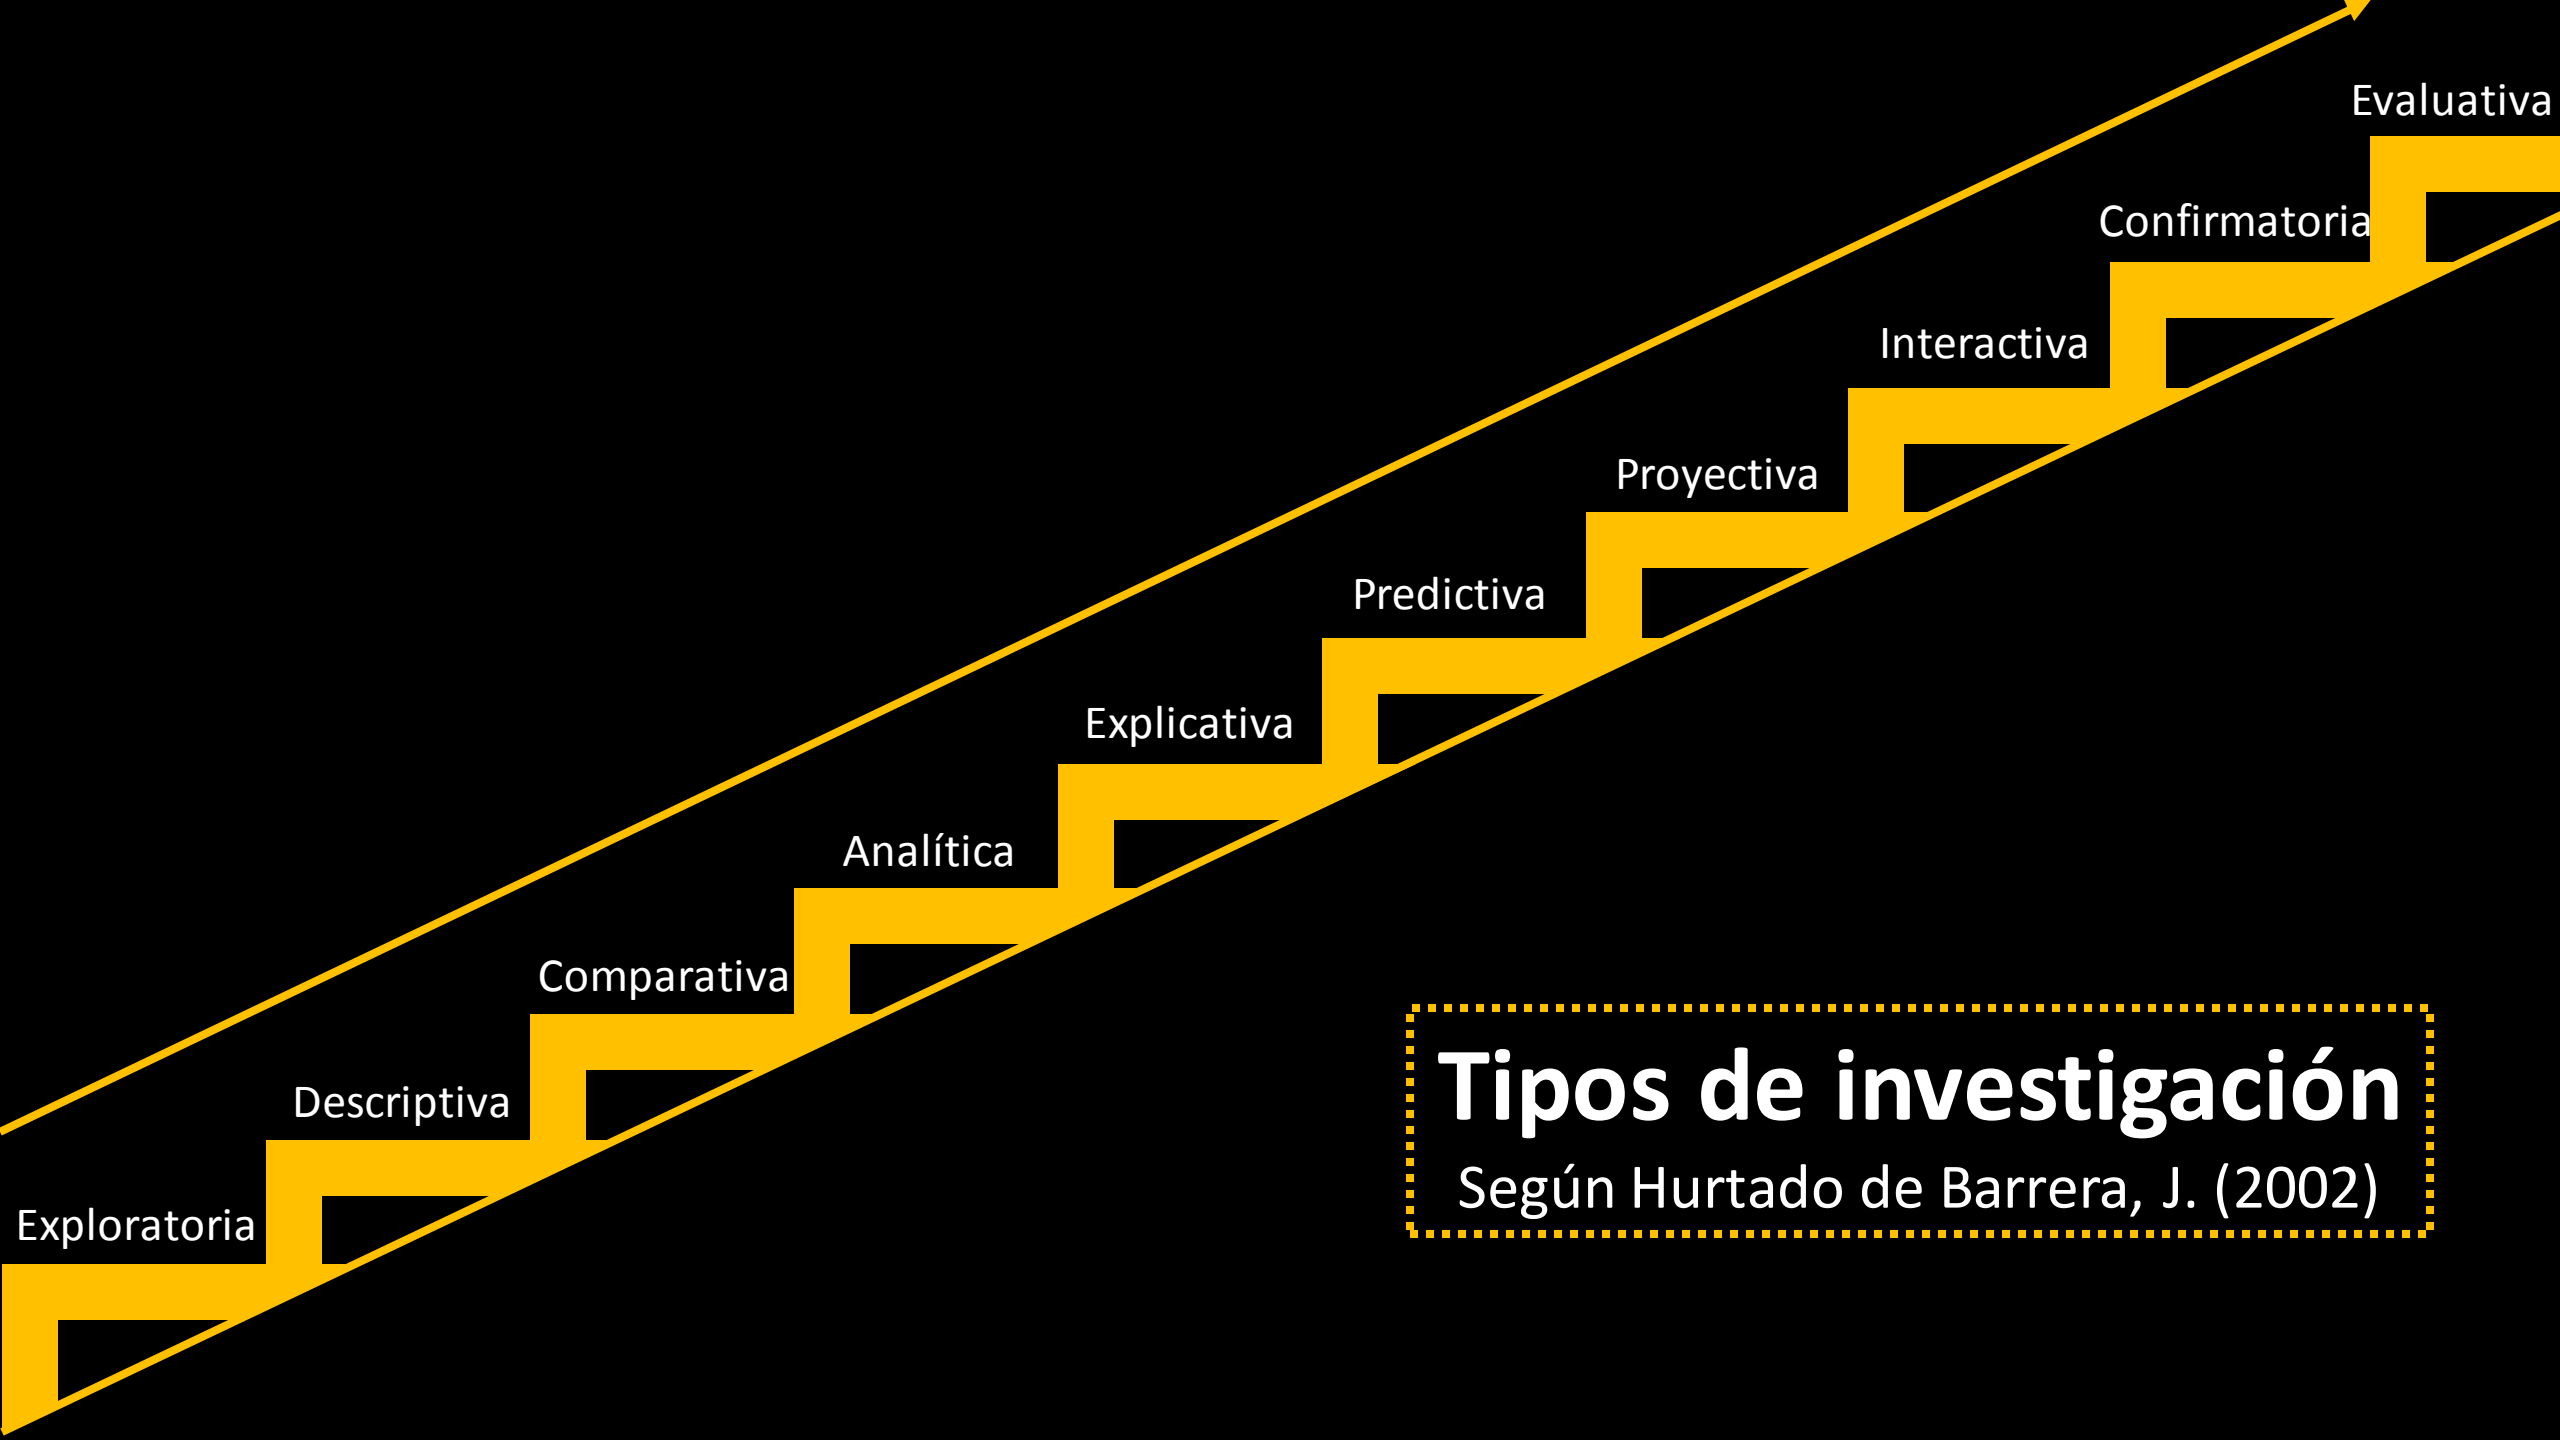 Evaluativa
Confirmatoria
Interactiva
Proyectiva
Predictiva
Explicativa
Analítica
Comparativa
Descriptiva
Exploratoria
Tipos de investigación
Según Hurtado de Barrera, J. (2002)